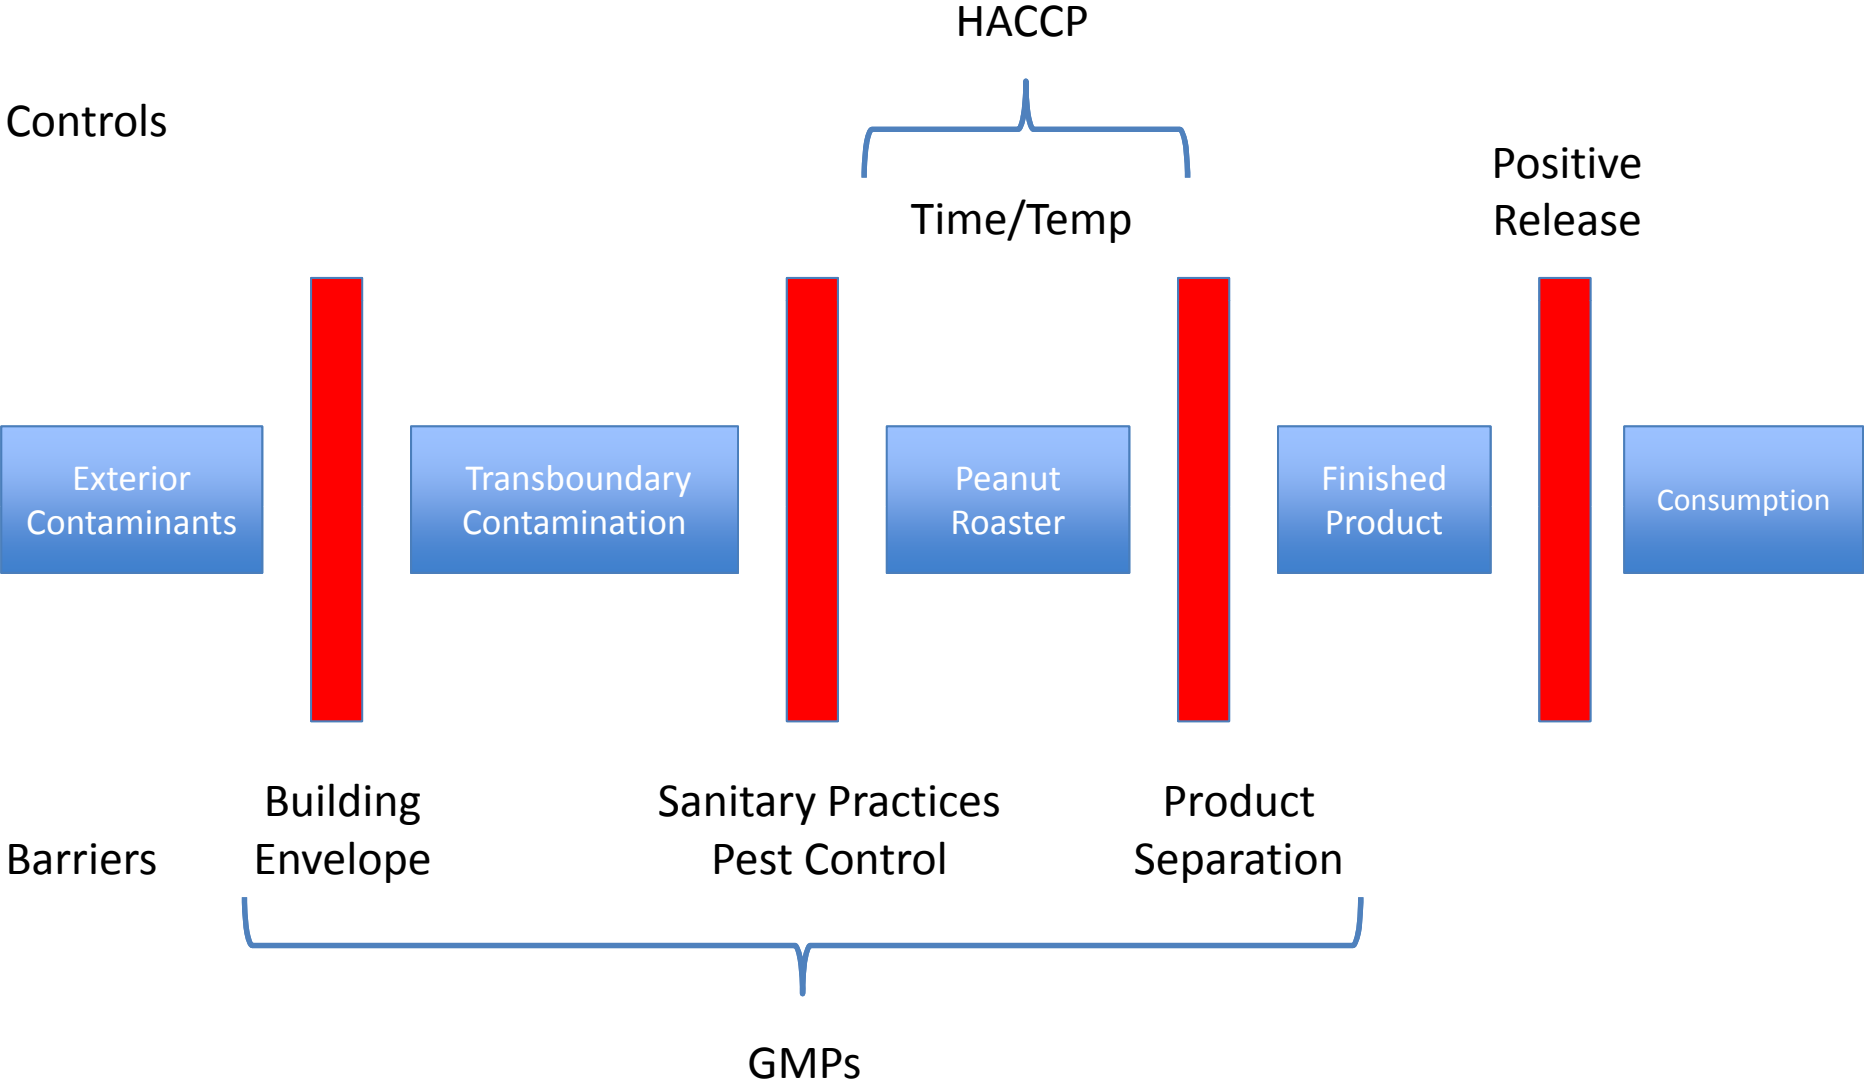 HACCP
Controls
Time/Temp
Positive
Release
Exterior
Contaminants
Transboundary
Contamination
Peanut
Roaster
Finished
Product
Consumption
Barriers
Building
Envelope
Sanitary Practices
Pest Control
Product
Separation
GMPs